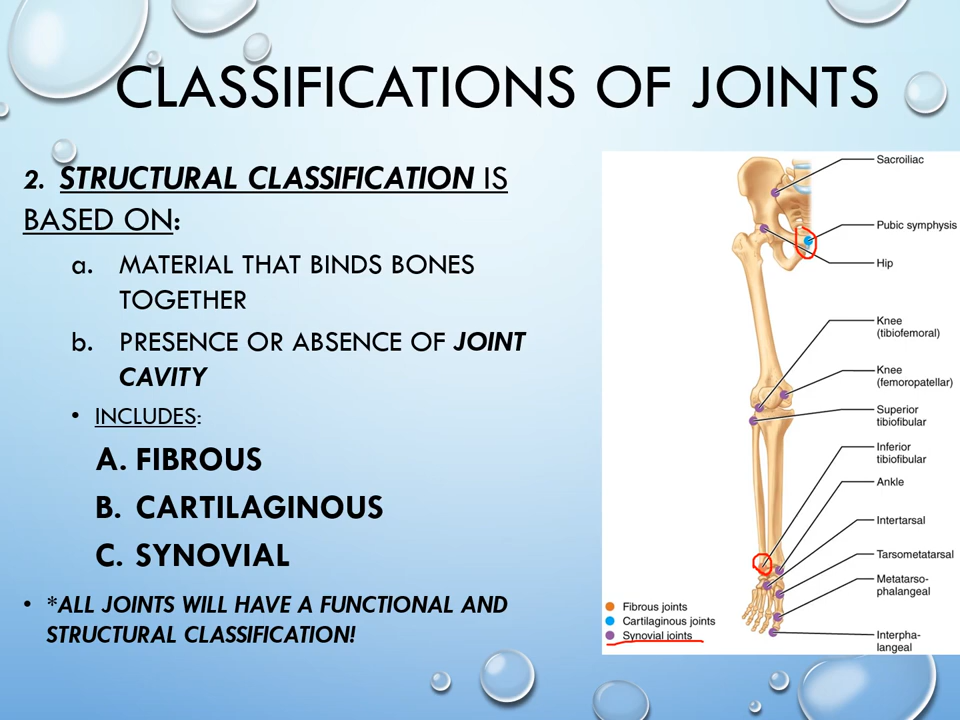 CLASSIFICATIONS OF JOINTS
2. STRUCTURAL CLASSIFICATION IS
BASED ON:
a. MATERIAL THAT BINDS BONES
TOGETHER
b. PRESENCE OR ABSENCE OF JOINT
CAVITY
• INCLUDES:
A. FIBROUS
B. CARTILAGINOUS
C. SYNOVIAL
• *ALL JOINTS WILL HAVE A FUNCTIONAL AND
STRUCTURAL CLASSIFICATION!
Sacroiliac
Pubic symphysis
Hip
Knee
(tibiofemoral)
Knee
(femoropatellar)
Superior
tibiofibular
Inferior
tibiofibular
Ankle
Intertarsal
Tarsometatarsal
Metatarso-
phalangeal
Interpha-
langeal
Fibrous joints
Cartilaginous joints
Synovial joints